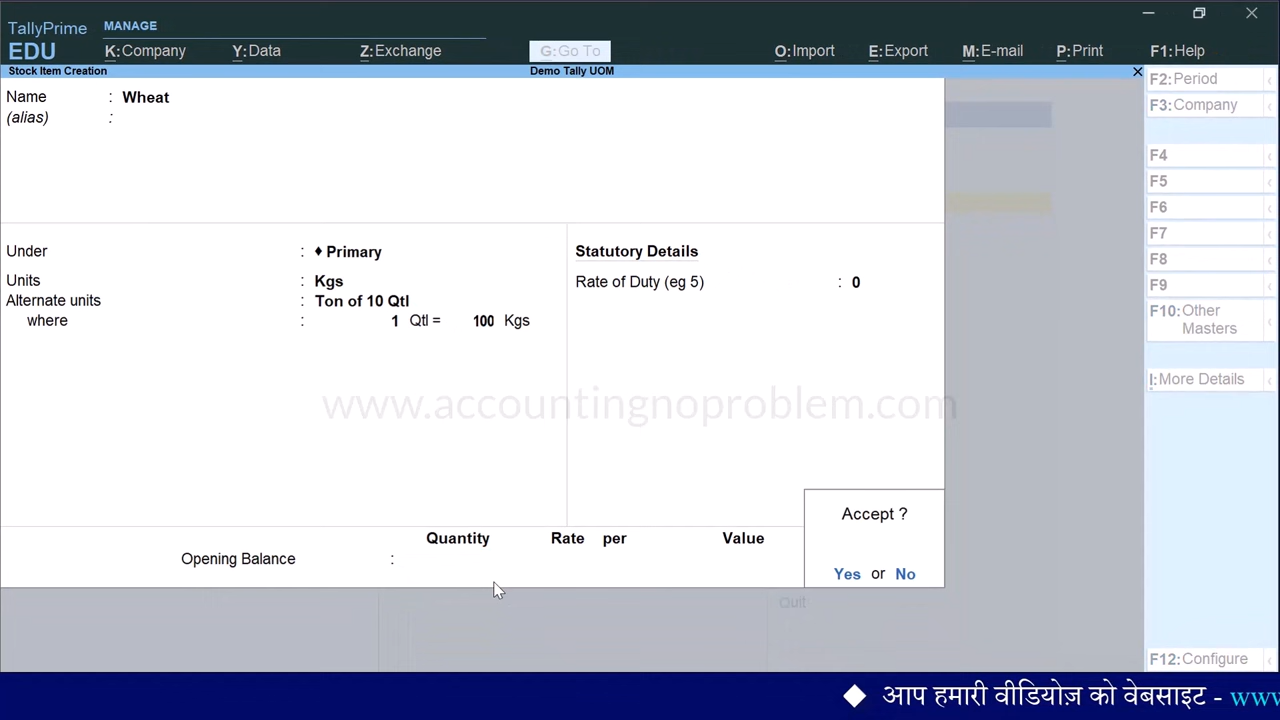 TallyPrime
EDU
MANAGE
K:Company Y:Data Z:Exchange G:Go To O:Import E:Export M:E-mail P:Print F1:Help
Stock Item Creation Demo Tally UOM
Name : Wheat
(alias) :
Under : ♦ Primary
Units : Kgs
Alternate units : Ton of 10 Qtl
where : 1 Qtl = 100 Kgs
Statutory Details
Rate of Duty (eg 5) : 0
www.accountingnoproblem.com
Quantity Rate per Value
Opening Balance :
Accept ?
Yes or No
Quit
F2:Period
F3:Company
F4
F5
F6
F7
F8
F9
F10:Other
Masters
I:More Details
F12:Configure
◆ आप हमारी वीडियोज़ को वेबसाइट - www